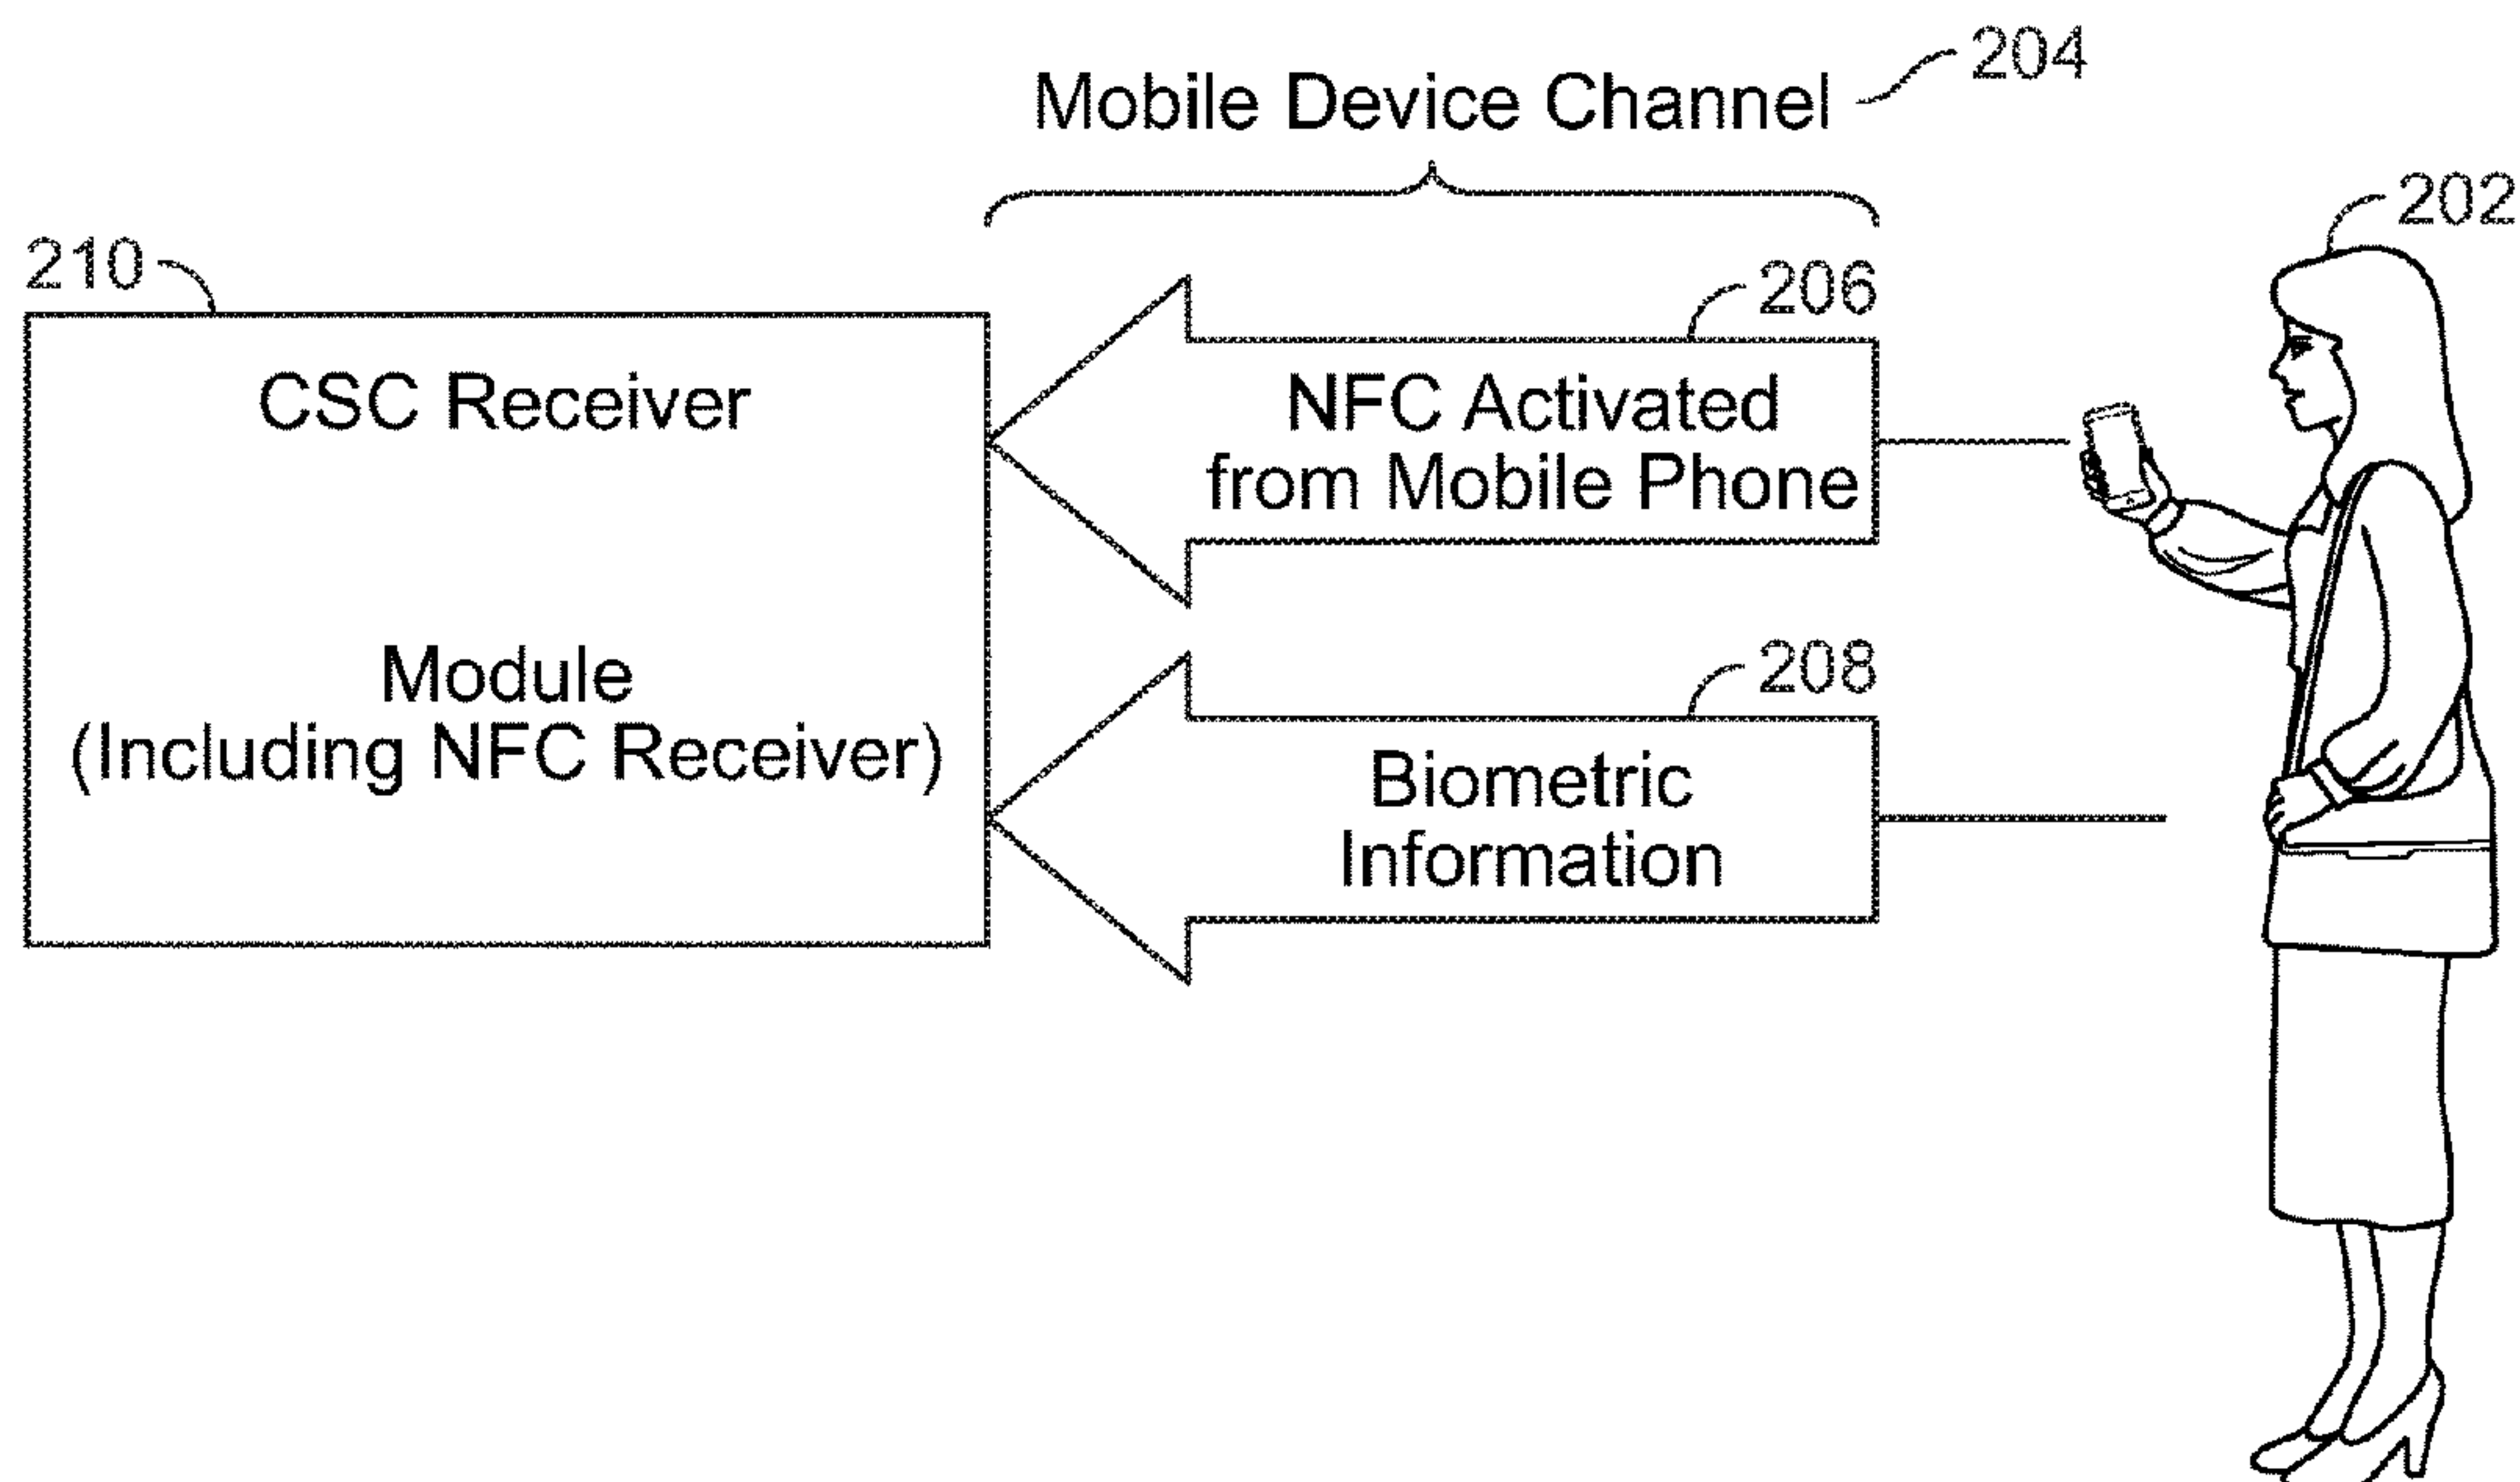 204
Mobile Device Channel
202
210
206
CSC Receiver
NFC Activated
from Mobile Phone
208
Module
(Including NFC Receiver)
Biometric
Information